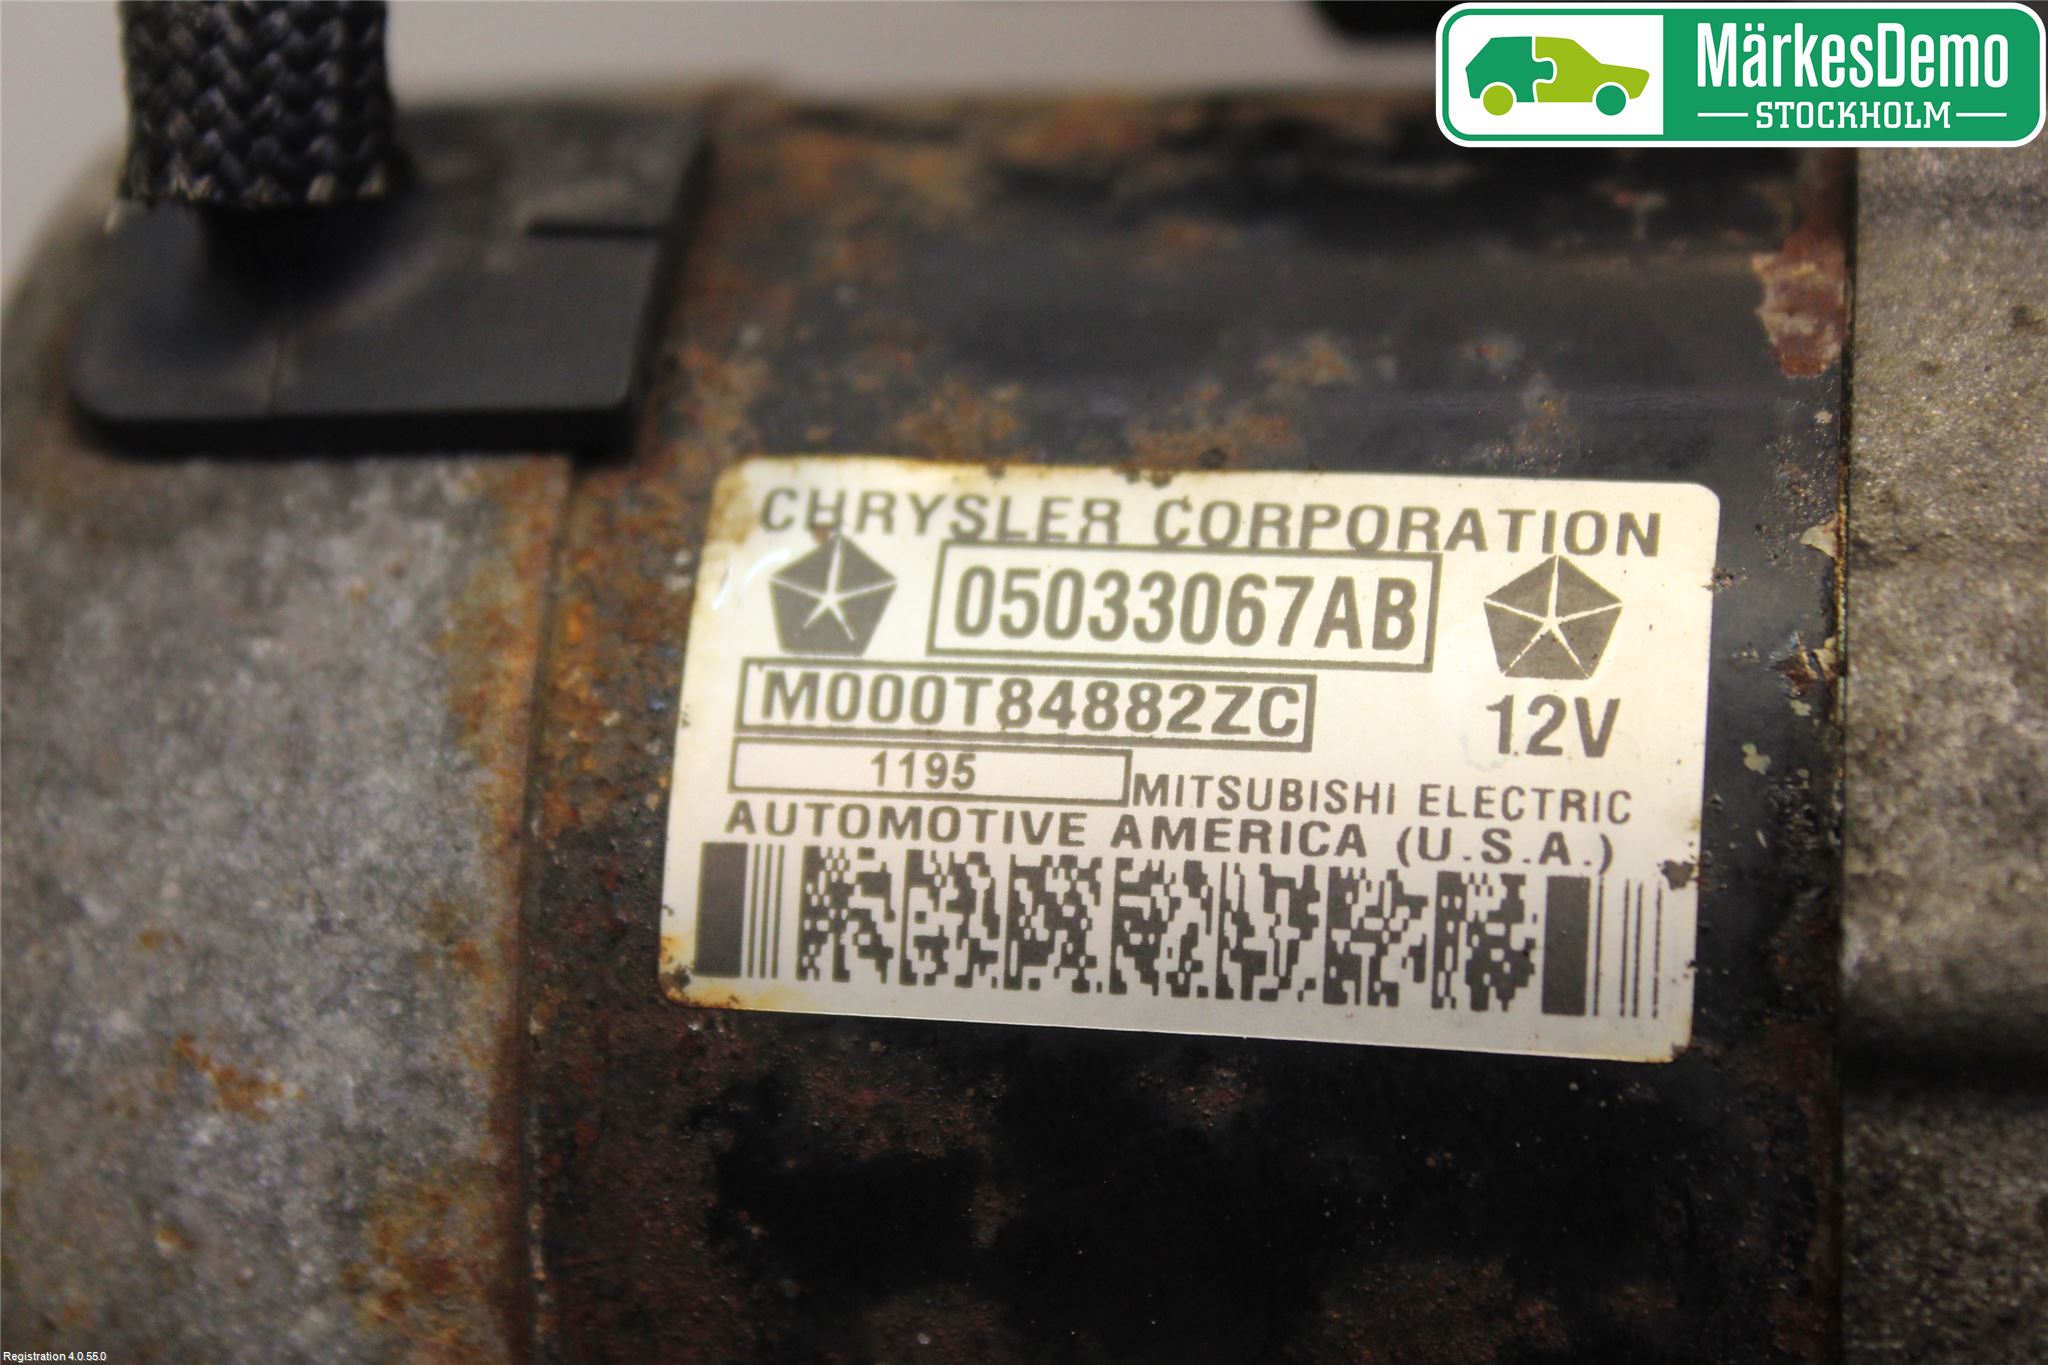 MärkesDemo
STOCKHOLM
CHRYSLER CORPORATION
05033067AB
M000T84882ZC
12V
1195
MITSUBISHI ELECTRIC
AUTOMOTIVE AMERICA (U.S.A.)
Registration 4.0.55.0